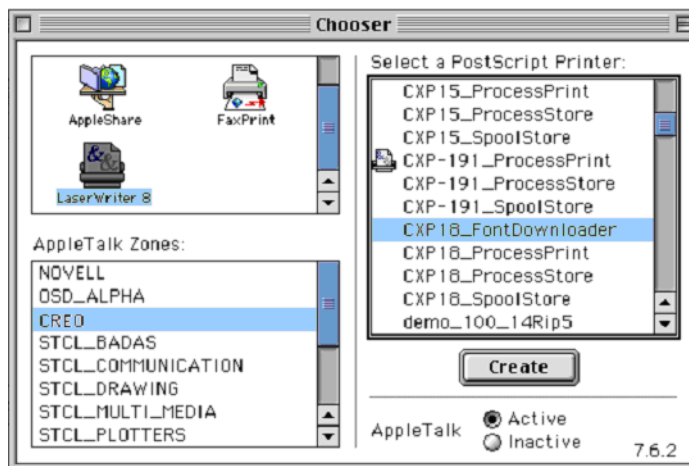 Chooser
AppleShare
FaxPrint
LaserWriter 8
AppleTalk Zones:
NOVELL
OSD_ALPHA
CREO
STCL_BADAS
STCL_COMMUNICATION
STCL_DRAWING
STCL_MULTI_MEDIA
STCL_PLOTTERS
Select a PostScript Printer:
CXP15_ProcessPrint
CXP15_ProcessStore
CXP15_SpoolStore
CXP-191_ProcessPrint
CXP-191_ProcessStore
CXP-191_SpoolStore
CXP18_FontDownloader
CXP18_ProcessPrint
CXP18_ProcessStore
CXP18_SpoolStore
demo_100_14Rip5
Create
AppleTalk
Active
Inactive
7.6.2